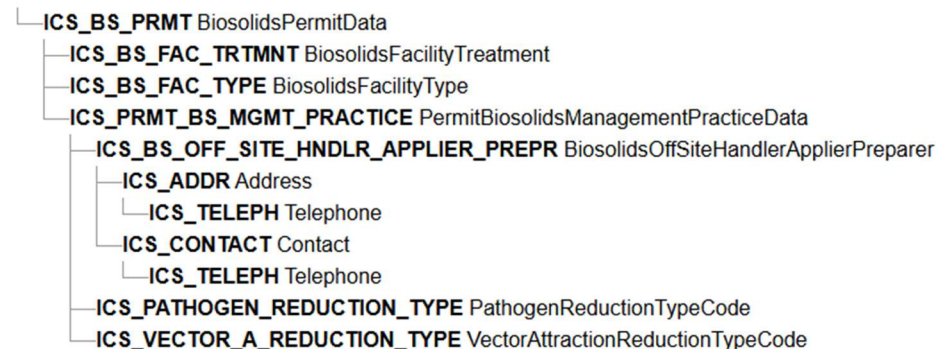 ICS_BS_PRMT BiosolidsPermitData
ICS_BS_FAC_TRTMNT BiosolidsFacilityTreatment
ICS_BS_FAC_TYPE BiosolidsFacilityType
ICS_PRMT_BS_MGMT_PRACTICE PermitBiosolidsManagementPracticeData
ICS_BS_OFF_SITE_HNDLR_APPLIER_PREPR BiosolidsOffSiteHandlerApplierPreparer
ICS_ADDR Address
ICS_TELEPH Telephone
ICS_CONTACT Contact
ICS_TELEPH Telephone
ICS_PATHOGEN_REDUCTION_TYPE PathogenReductionTypeCode
ICS_VECTOR_A_REDUCTION_TYPE VectorAttractionReductionTypeCode